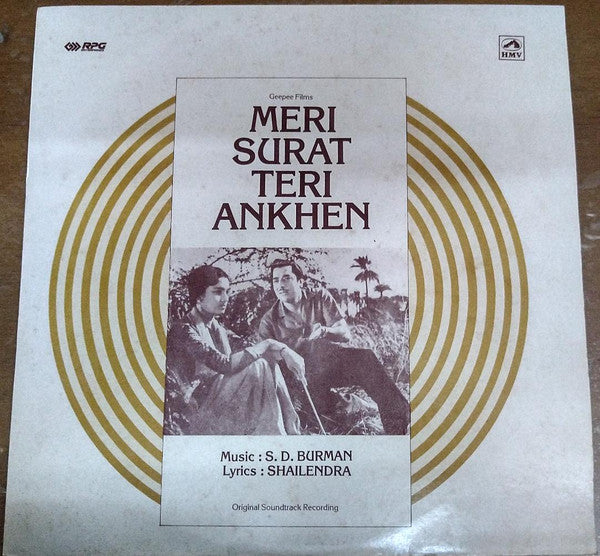 RPG
HMV
Geepee Films
MERI
SURAT
TERI
ANKHEN
Music : S. D. BURMAN
Lyrics : SHAILENDRA
Original Soundtrack Recording